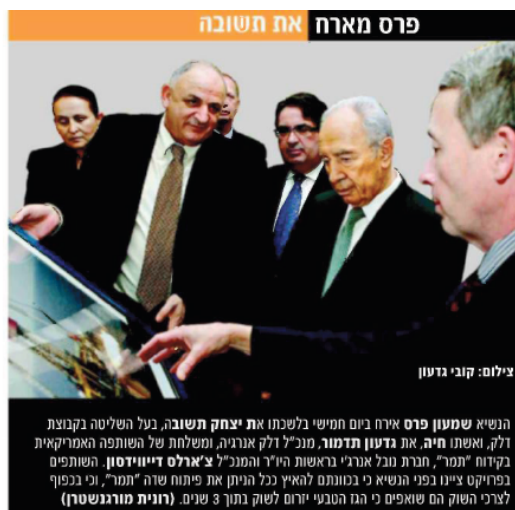 פרס מארח את תשובה
צילום: קובי גדעון
הנשיא שמעון פרס אירח ביום חמישי בלשכתו את יצחק תשובה, בעל השליטה בקבוצת
דלק, ואשתו חיה, את גדעון תדמור, מנכ"ל דלק אנרגיה, ומשלחת של השותפה האמריקאית
בקידוח "תמר", חברת נובל אנרג'י בראשות היו"ר והמנכ"ל צ'ארלס דייווידסון. השותפים
בפרויקט ציינו בפני הנשיא כי בכוונתם להאיץ ככל הניתן את פיתוח שדה "תמר", וכי בכפוף
לצרכי השוק הם שואפים כי הגז הטבעי יזרום לשוק בתוך 3 שנים. (רונית מורגנשטרן)